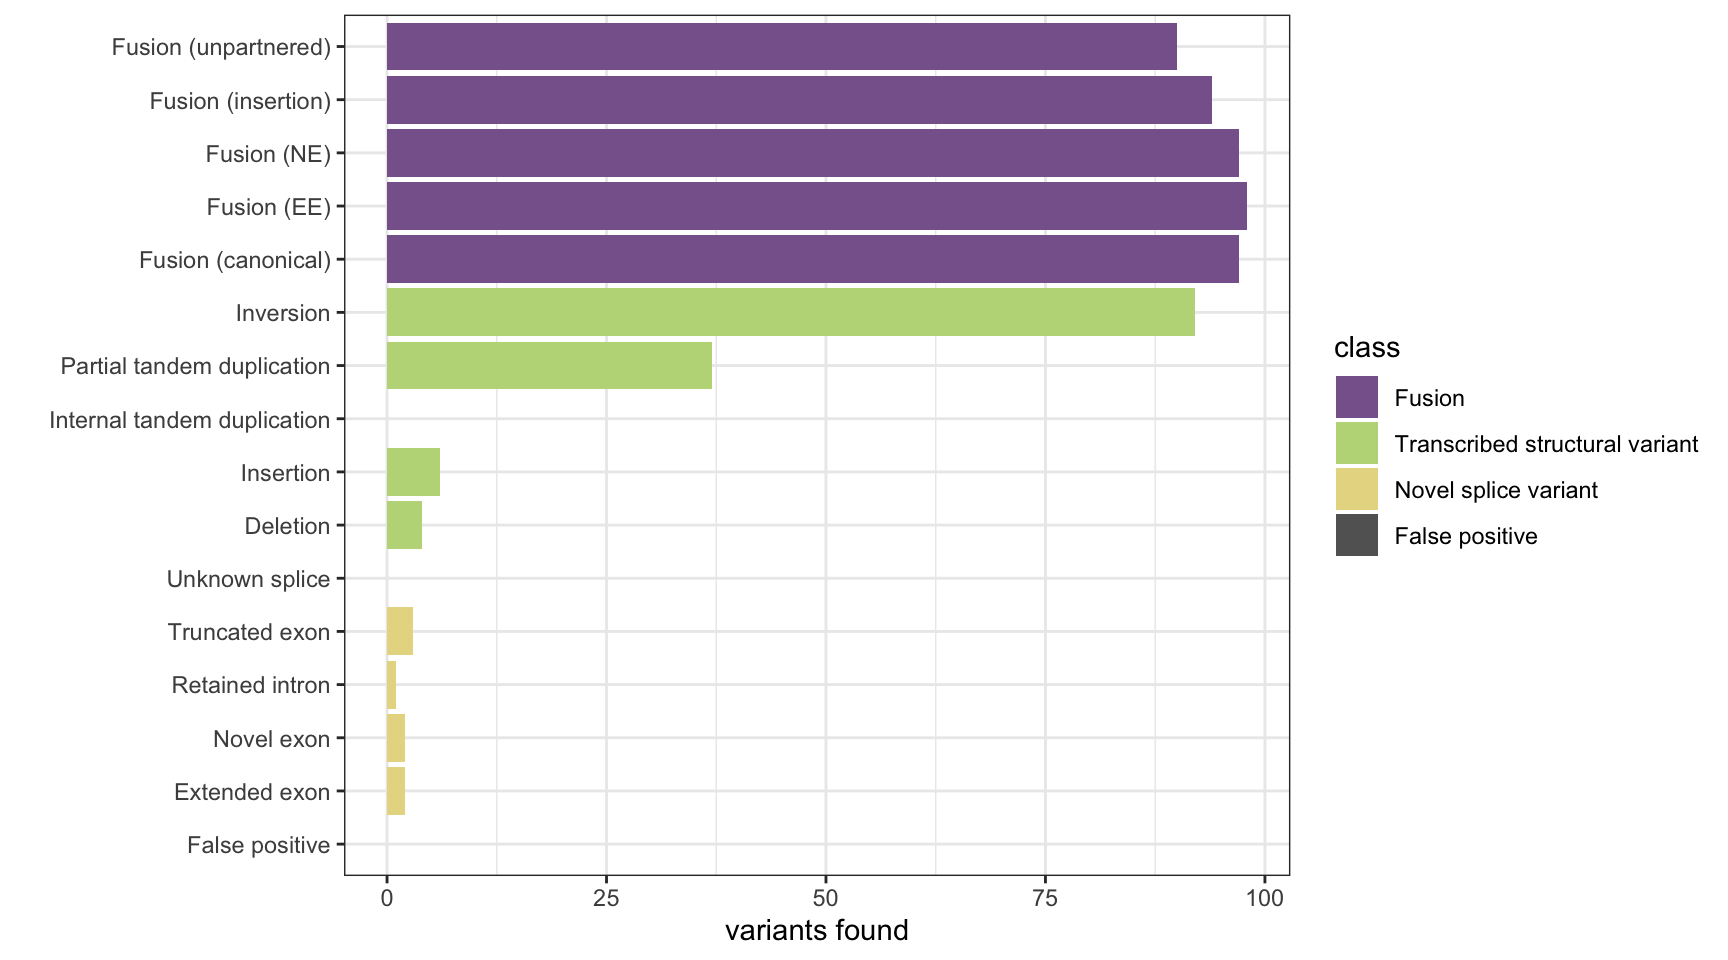 Fusion (unpartnered)
Fusion (insertion)
Fusion (NE)
Fusion (EE)
Fusion (canonical)
Inversion
Partial tandem duplication
Internal tandem duplication
Insertion
Deletion
Unknown splice
Truncated exon
Retained intron
Novel exon
Extended exon
False positive
0 25 50 75 100
variants found
class
Fusion
Transcribed structural variant
Novel splice variant
False positive